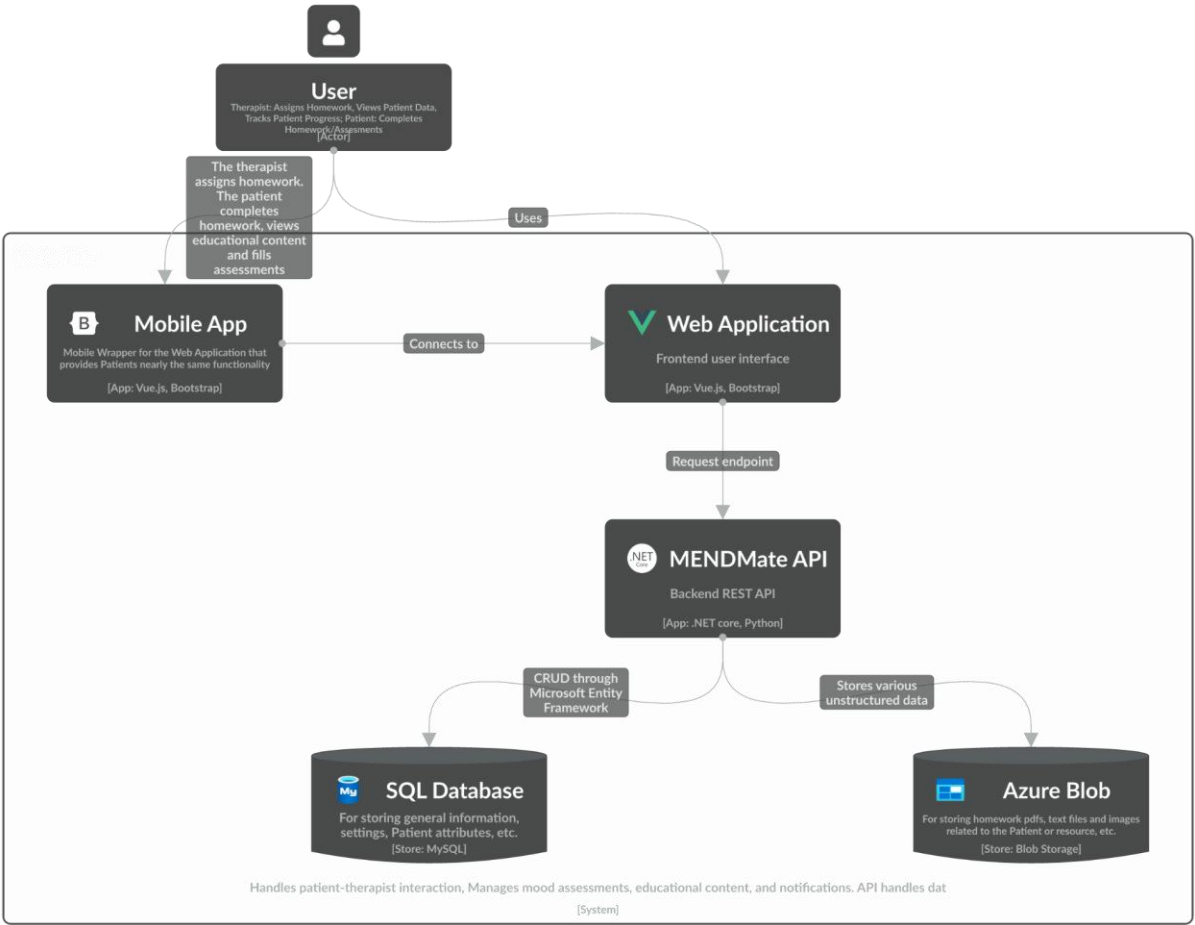 User
Therapist: Assigns Homework, Views Patient Data,
Tracks Patient Progress; Patient: Completes
Homework/Assesments
[Actor]
The therapist
assigns homework.
The patient
completes
homework, views
educational content
and fills
assessments
Uses
B
Mobile App
Mobile Wrapper for the Web Application that
provides Patients nearly the same functionality
[App: Vue.js, Bootstrap]
Connects to
Web Application
Frontend user interface
[App: Vue.js, Bootstrap]
Request endpoint
.NET
Core
MENDMate API
Backend REST API
[App: .NET core, Python]
CRUD through
Microsoft Entity
Framework
Stores various
unstructured data
My
SQL Database
For storing general information,
settings, Patient attributes, etc.
[Store: MySQL]
Azure Blob
For storing homework pdfs, text files and images
related to the Patient or resource, etc.
[Store: Blob Storage]
Handles patient-therapist interaction, Manages mood assessments, educational content, and notifications. API handles dat
[System]